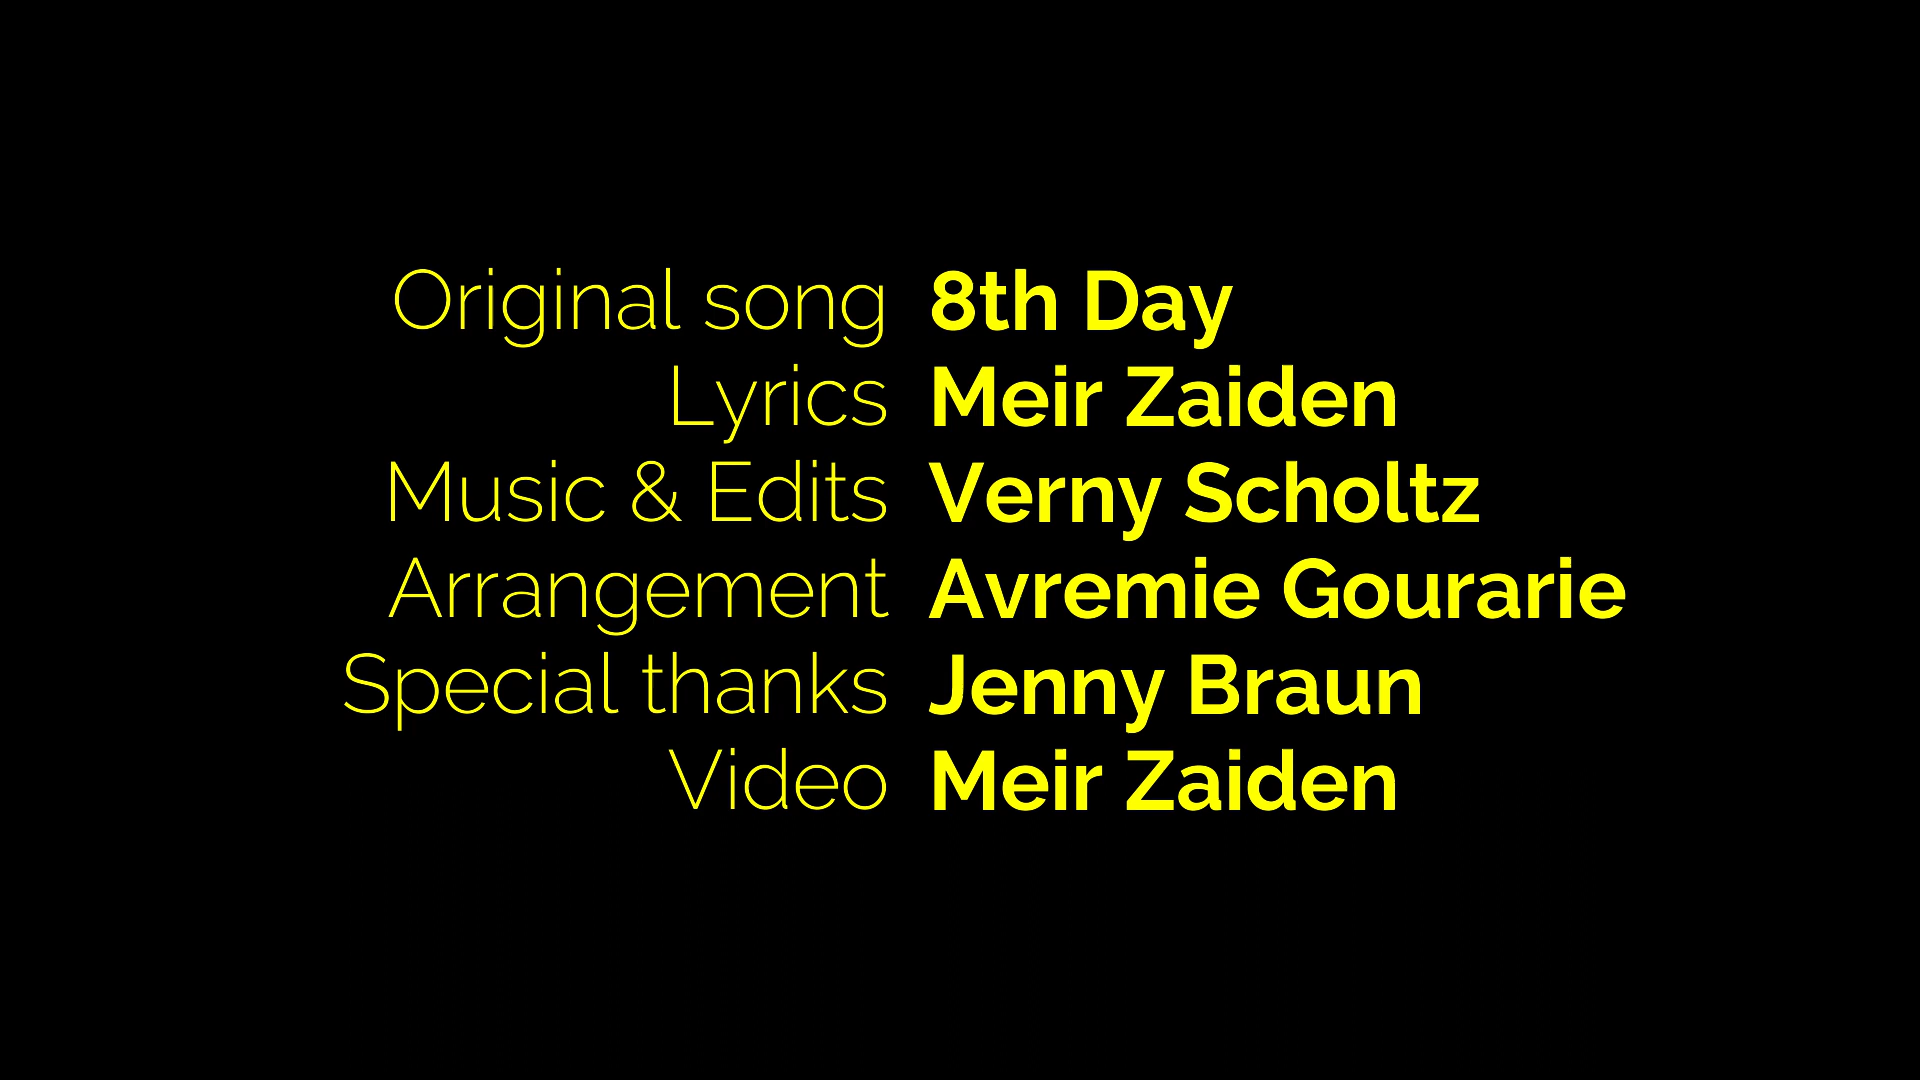 Original song 8th Day
Lyrics Meir Zaiden
Music & Edits Verny Scholtz
Arrangement Avremie Gourarie
Special thanks Jenny Braun
Video Meir Zaiden